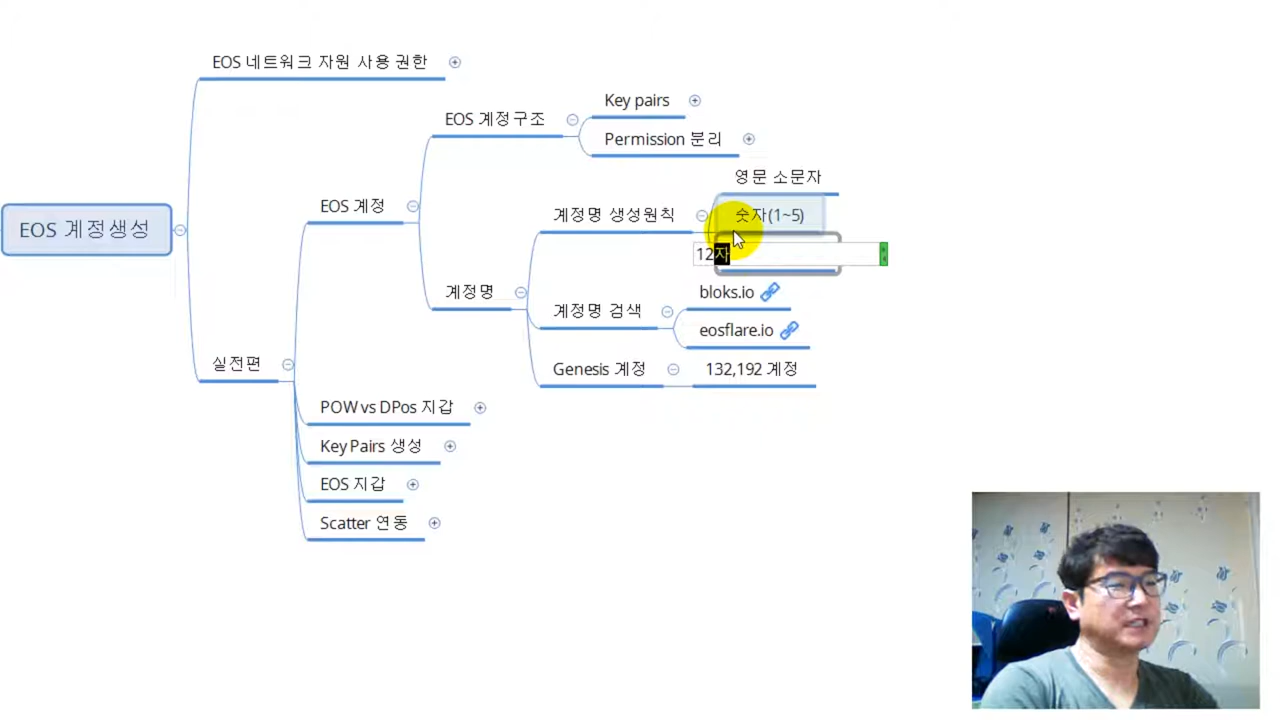 EOS 네트워크 자원 사용 권한
Key pairs
EOS 계정구조
Permission 분리
영문 소문자
EOS 계정
계정명 생성원칙
숫자(1~5)
EOS 계정생성
12자
계정명
bloks.io
계정명 검색
eosflare.io
실전편
Genesis 계정
132,192 계정
POW vs DPos 지갑
Key Pairs 생성
EOS 지갑
Scatter 연동